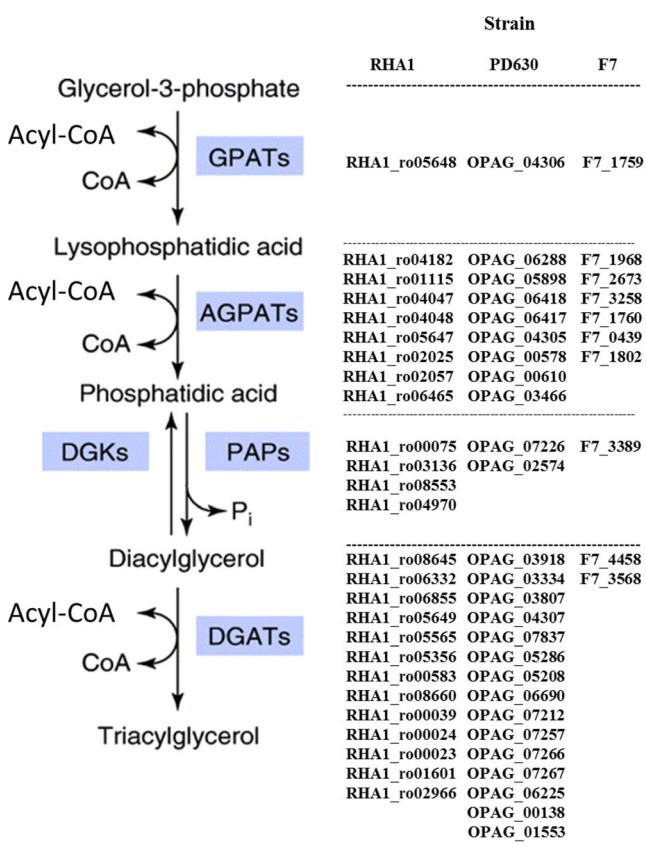 Strain
RHA1 PD630 F7
Glycerol-3-phosphate
Acyl-CoA
GPATs
CoA
RHA1_ro05648 OPAG_04306 F7_1759
Lysophosphatidic acid
Acyl-CoA
AGPATs
CoA
RHA1_ro04182 OPAG_06288 F7_1968
RHA1_ro01115 OPAG_05898 F7_2673
RHA1_ro04047 OPAG_06418 F7_3258
RHA1_ro04048 OPAG_06417 F7_1760
RHA1_ro05647 OPAG_04305 F7_0439
RHA1_ro02025 OPAG_00578 F7_1802
RHA1_ro02057 OPAG_00610
RHA1_ro06465 OPAG_03466
Phosphatidic acid
DGKs PAPs
Pi
RHA1_ro00075 OPAG_07226 F7_3389
RHA1_ro03136 OPAG_02574
RHA1_ro08553
RHA1_ro04970
Diacylglycerol
Acyl-CoA
DGATs
CoA
Triacylglycerol
RHA1_ro08645 OPAG_03918 F7_4458
RHA1_ro06332 OPAG_03334 F7_3568
RHA1_ro06855 OPAG_03807
RHA1_ro05649 OPAG_04307
RHA1_ro05565 OPAG_07837
RHA1_ro05356 OPAG_05286
RHA1_ro00583 OPAG_05208
RHA1_ro08660 OPAG_06690
RHA1_ro00039 OPAG_07212
RHA1_ro00024 OPAG_07257
RHA1_ro00023 OPAG_07266
RHA1_ro01601 OPAG_07267
RHA1_ro02966 OPAG_06225
OPAG_00138
OPAG_01553